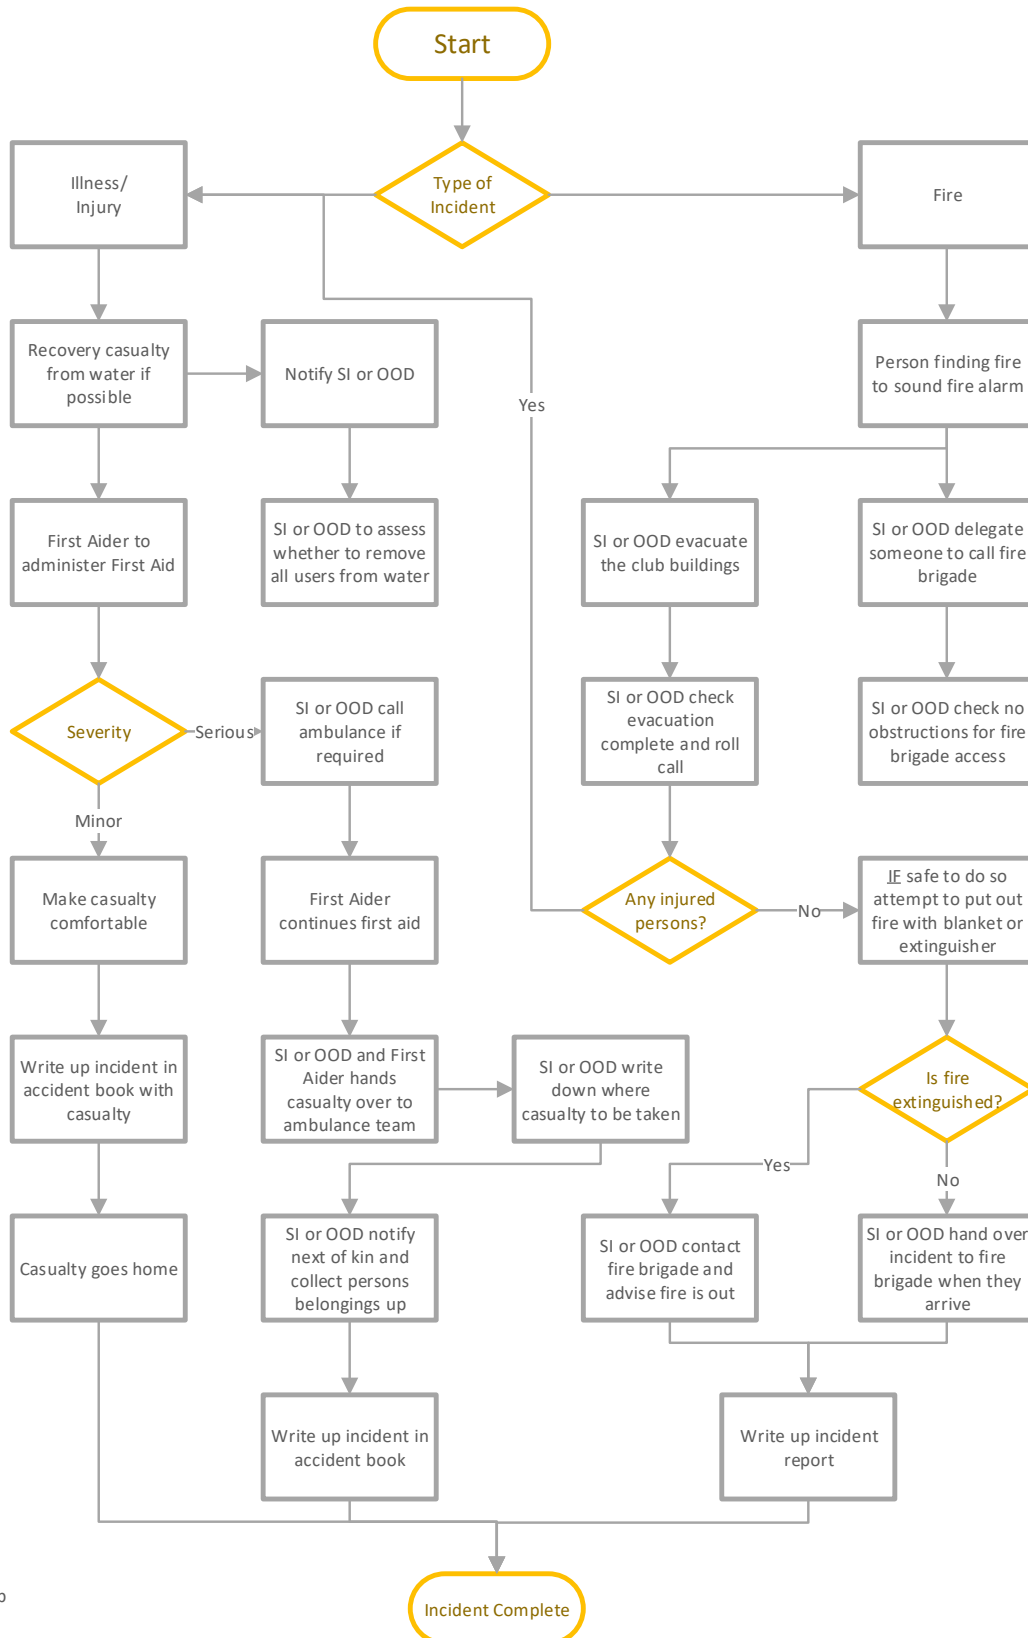 Start
Type of
Incident
Illness/
Injury
Fire
Recovery casualty
from water if
possible
Notify SI or OOD
Yes
Person finding fire
to sound fire alarm
First Aider to
administer First Aid
SI or OOD to assess
whether to remove
all users from water
SI or OOD evacuate
the club buildings
SI or OOD delegate
someone to call fire
brigade
Severity
Serious
SI or OOD call
ambulance if
required
SI or OOD check
evacuation
complete and roll
call
SI or OOD check no
obstructions for fire
brigade access
Minor
Make casualty
comfortable
First Aider
continues first aid
Any injured
persons?
No
IF safe to do so
attempt to put out
fire with blanket or
extinguisher
Write up incident in
accident book with
casualty
SI or OOD and First
Aider hands
casualty over to
ambulance team
SI or OOD write
down where
casualty to be taken
Is fire
extinguished?
Yes
No
Casualty goes home
SI or OOD notify
next of kin and
collect persons
belongings up
SI or OOD contact
fire brigade and
advise fire is out
SI or OOD hand over
incident to fire
brigade when they
arrive
Write up incident in
accident book
Write up incident
report
Incident Complete